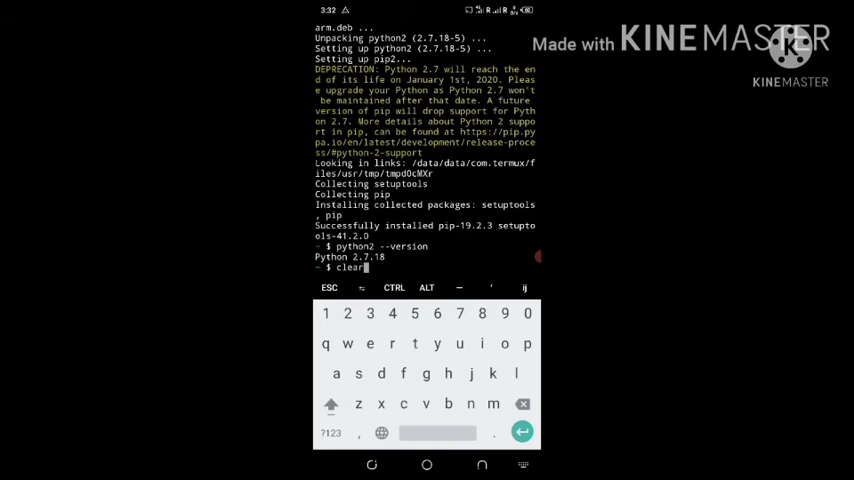 3:32
Made with KINEMASTER
K
KINEMASTER
arm.deb ...
Unpacking python2 (2.7.18-5) ...
Setting up python2 (2.7.18-5) ...
Setting up pip2...
DEPRECATION: Python 2.7 will reach the en
d of its life on January 1st, 2020. Pleas
e upgrade your Python as Python 2.7 won't
be maintained after that date. A future
version of pip will drop support for Pyth
on 2.7. More details about Python 2 suppo
rt in pip, can be found at https://pip.py
pa.io/en/latest/development/release-proce
ss/#python-2-support
Looking in links: /data/data/com.termux/f
iles/usr/tmp/tmpd0cMXr
Collecting setuptools
Collecting pip
Installing collected packages: setuptools
, pip
Successfully installed pip-19.2.3 setupto
ols-41.2.0
~ $ python2 --version
Python 2.7.18
~ $ clear
ESC CTRL ALT – ' ij
1 2 3 4 5 6 7 8 9 0
q w e r t y u i o p
a s d f g h j k l
z x c v b n m
?123 , .